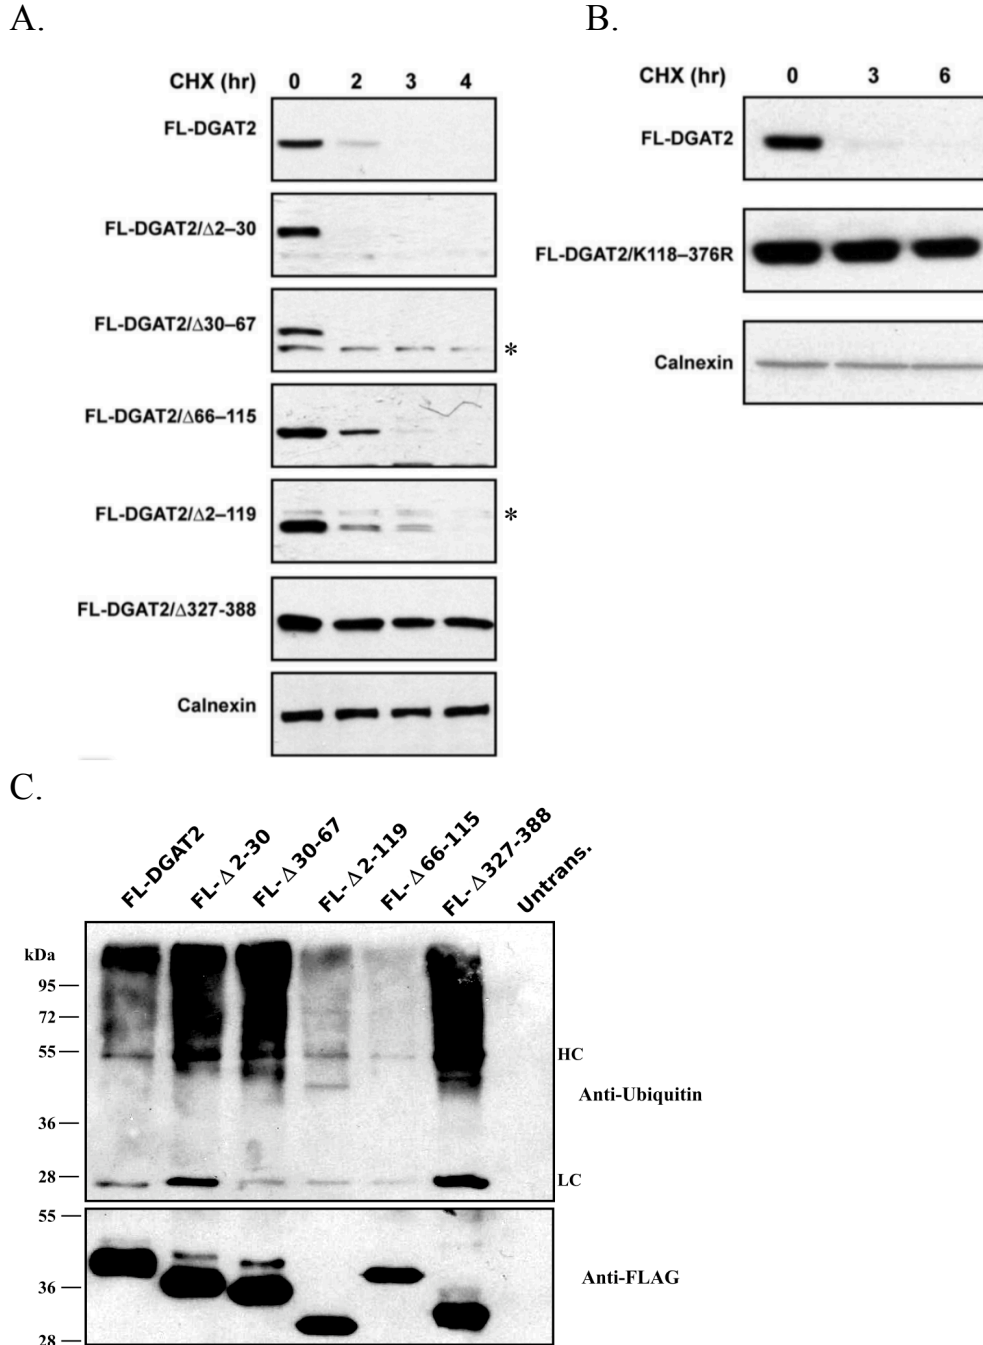 A.
CHX (hr) 0 2 3 4
FL-DGAT2
FL-DGAT2/Δ2–30
FL-DGAT2/Δ30–67
*
FL-DGAT2/Δ66–115
FL-DGAT2/Δ2–119
*
FL-DGAT2/Δ327-388
Calnexin
B.
CHX (hr) 0 3 6
FL-DGAT2
FL-DGAT2/K118–376R
Calnexin
C.
FL-DGAT2
FL-Δ2-30
FL-Δ30-67
FL-Δ2-119
FL-Δ66-115
FL-Δ327-388
Untrans.
kDa
95
72
55
HC
Anti-Ubiquitin
36
28
LC
55
Anti-FLAG
36
28